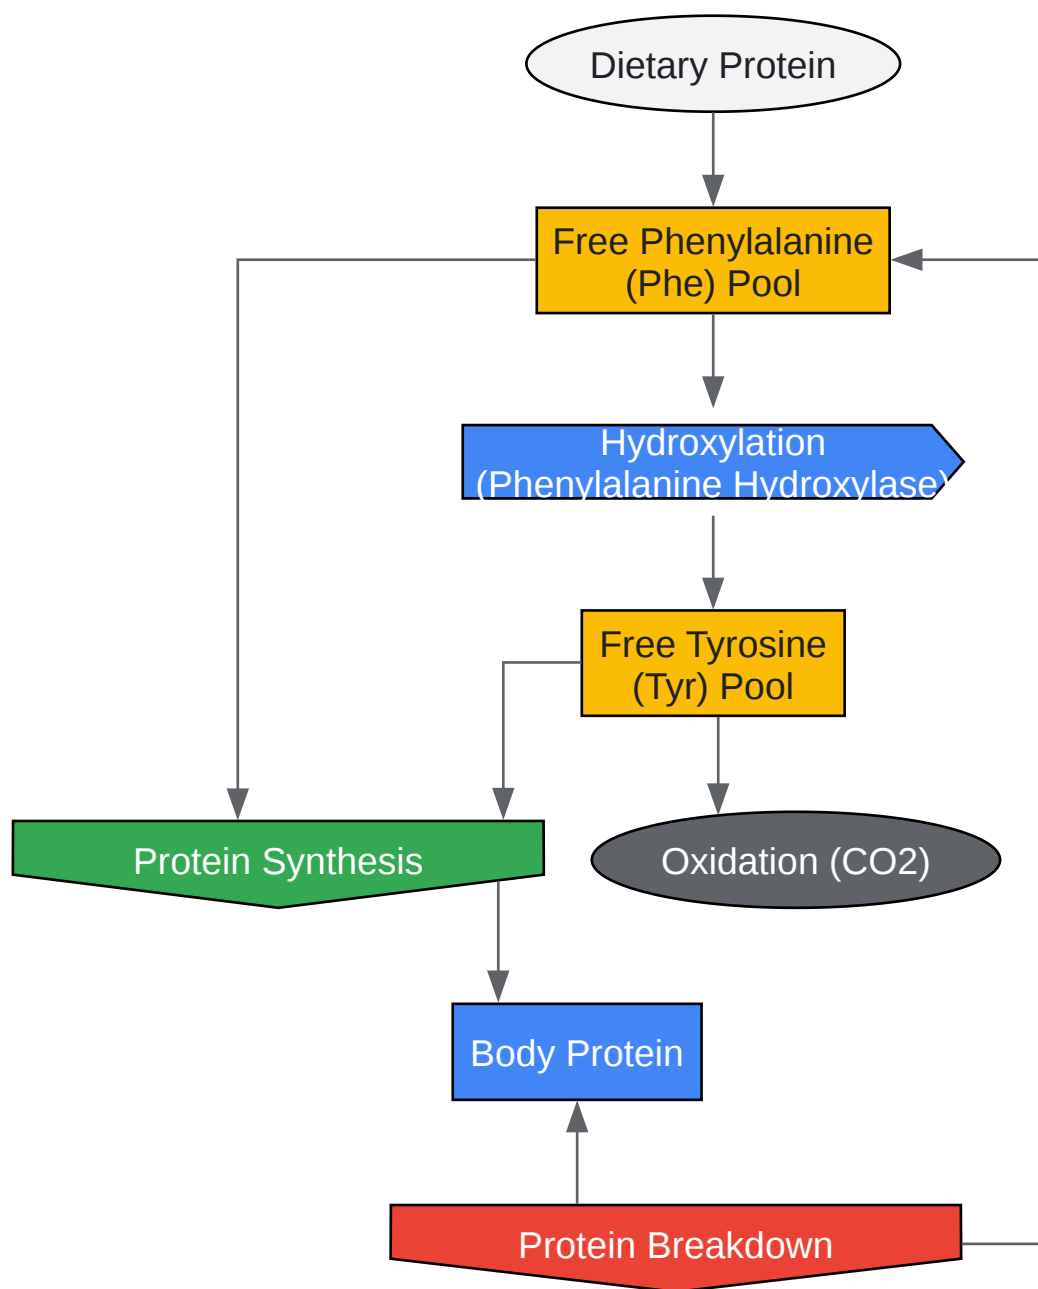 Dietary Protein
Free Phenylalanine
(Phe) Pool
Hydroxylation
(Phenylalanine Hydroxylase)
Free Tyrosine
(Tyr) Pool
Protein Synthesis
Oxidation (CO2)
Body Protein
Protein Breakdown